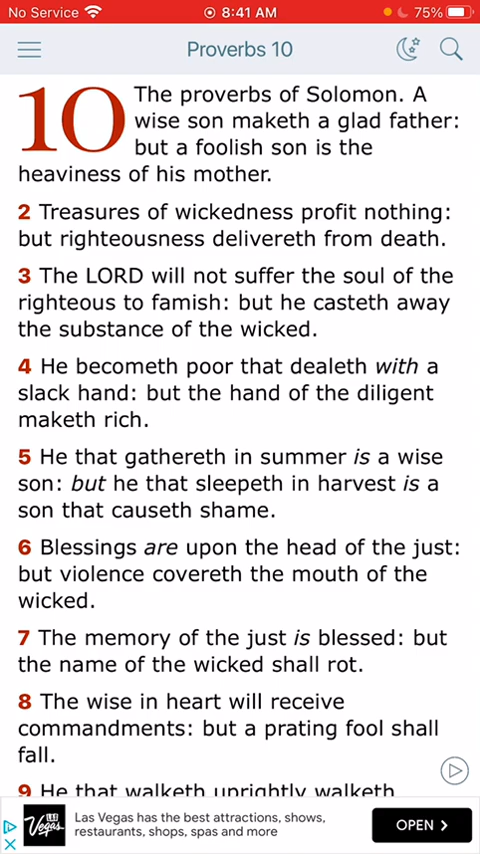 No Service 8:41 AM 75%
Proverbs 10
10 The proverbs of Solomon. A
wise son maketh a glad father:
but a foolish son is the
heaviness of his mother.
2 Treasures of wickedness profit nothing:
but righteousness delivereth from death.
3 The LORD will not suffer the soul of the
righteous to famish: but he casteth away
the substance of the wicked.
4 He becometh poor that dealeth with a
slack hand: but the hand of the diligent
maketh rich.
5 He that gathereth in summer is a wise
son: but he that sleepeth in harvest is a
son that causeth shame.
6 Blessings are upon the head of the just:
but violence covereth the mouth of the
wicked.
7 The memory of the just is blessed: but
the name of the wicked shall rot.
8 The wise in heart will receive
commandments: but a prating fool shall
fall.
9 He that walketh uprightly walketh
LAS
Vegas
Las Vegas has the best attractions, shows,
restaurants, shops, spas and more
OPEN